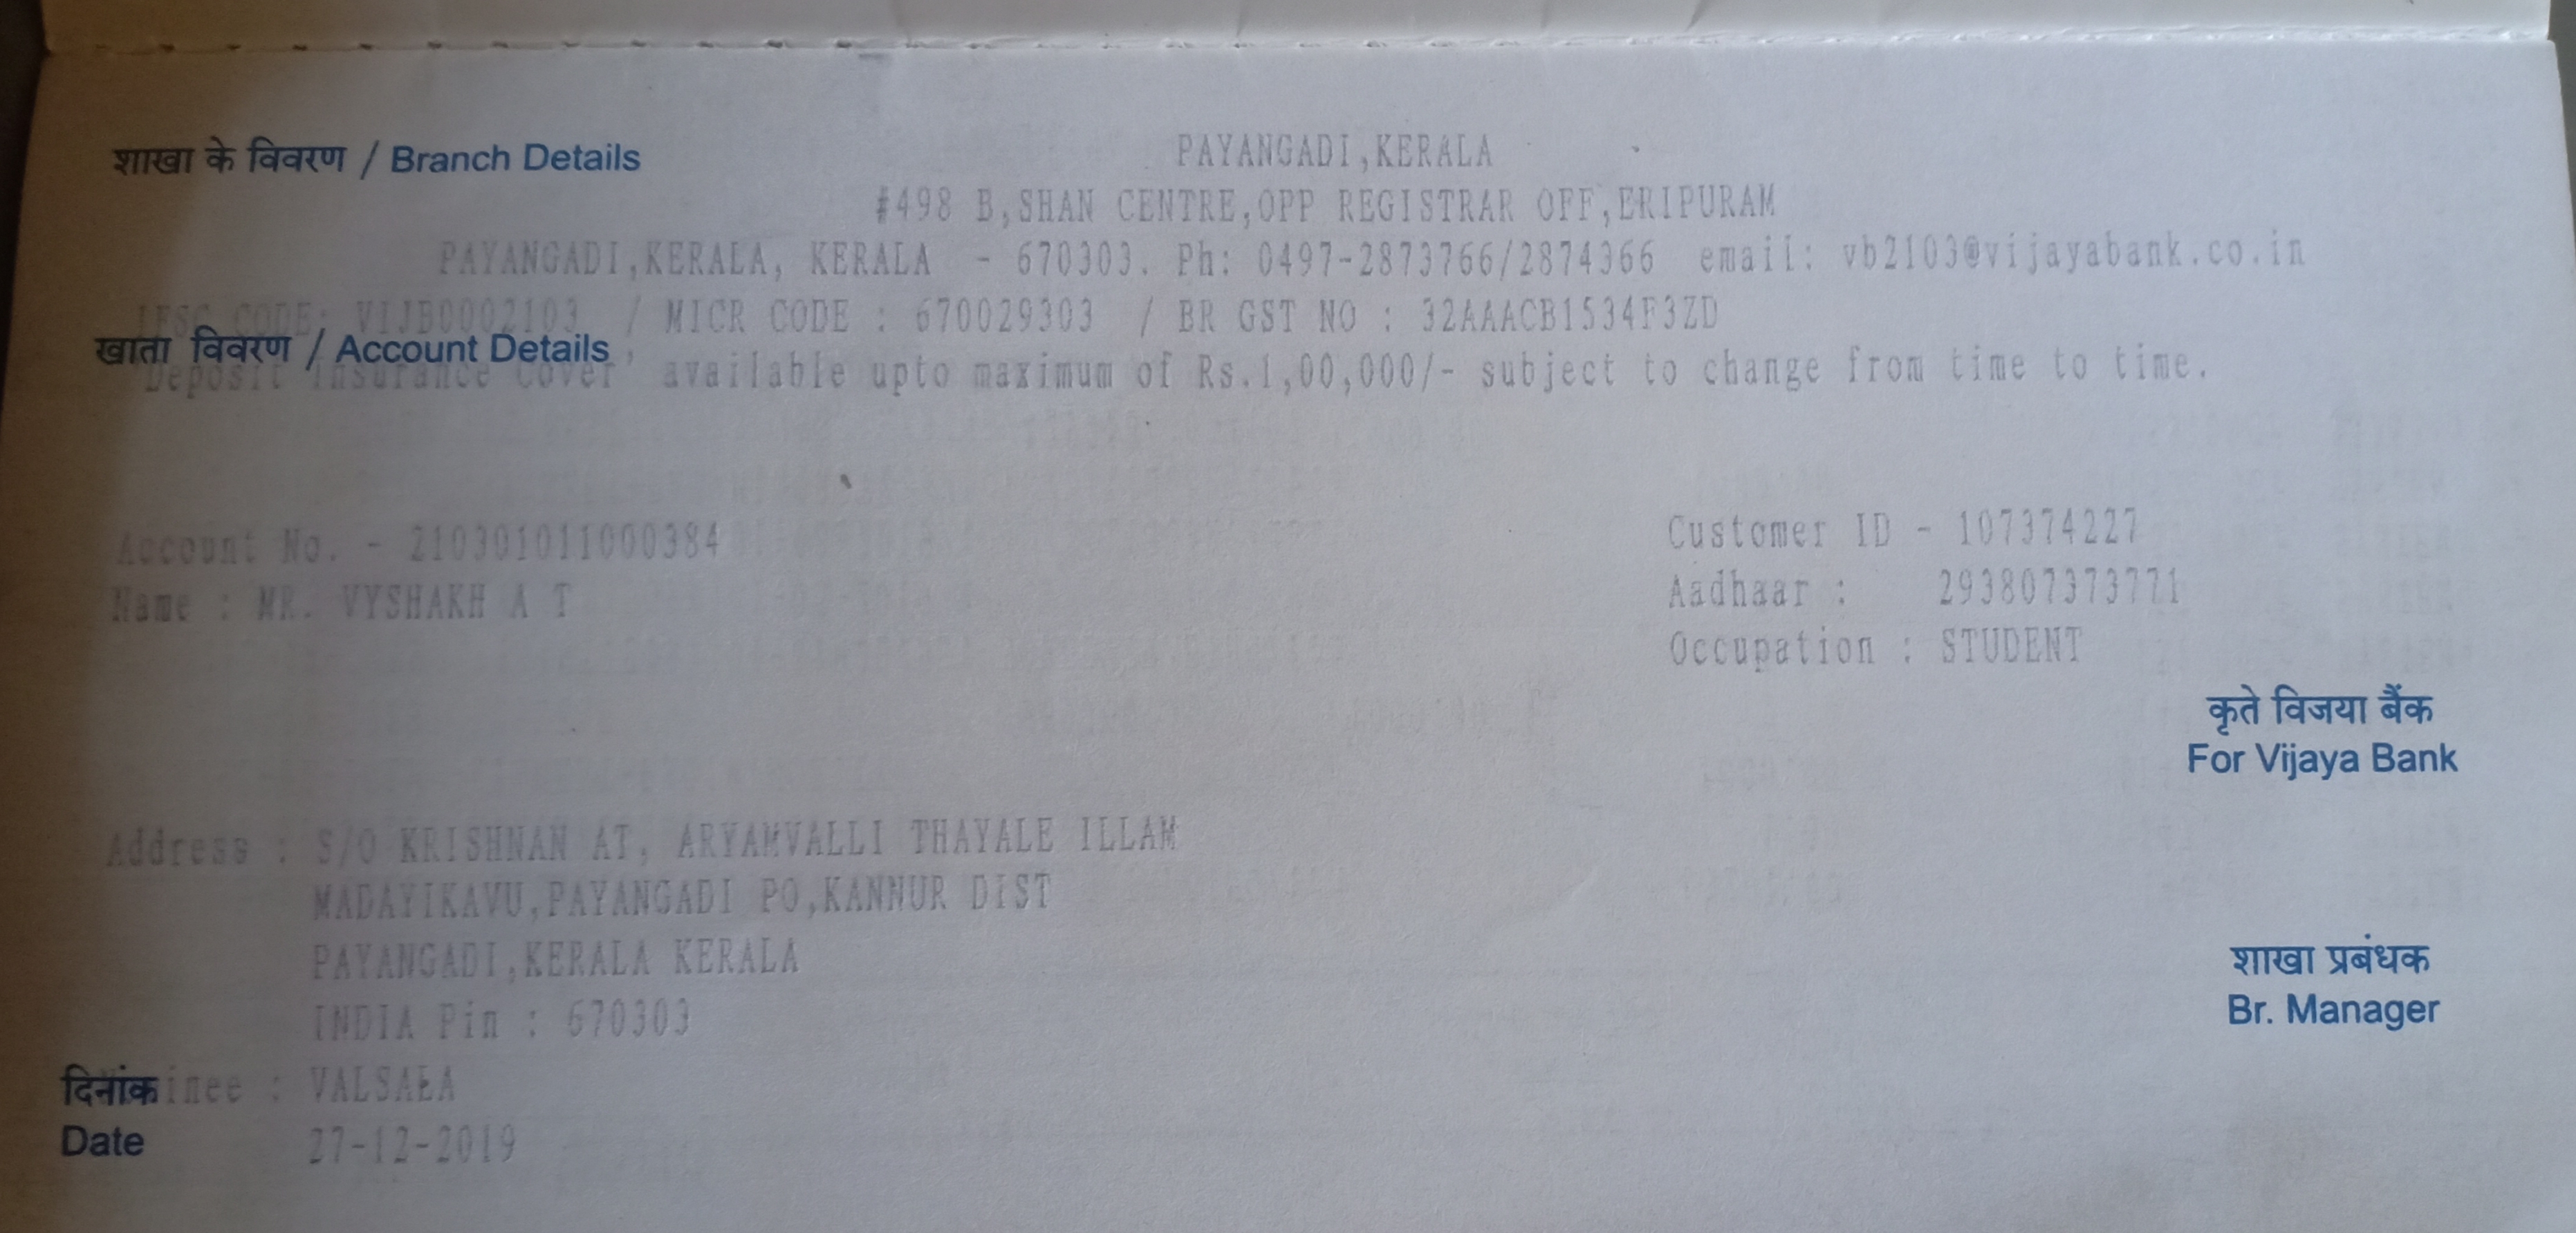 शाखा के विवरण / Branch Details
PAYANGADI,KERALA
#498 B,SHAN CENTRE,OPP REGISTRAR OFF,ERIPURAM
PAYANGADI,KERALA, KERALA - 670303. Ph: 0497-2873766/2874366 email: vb2103@vijayabank.co.in
IFSC CODE: VIJB0002103 / MICR CODE : 670029303 / BR GST NO : 32AAACB1534F3ZD
खाता विवरण / Account Details
Deposit Insurance Cover available upto maximum of Rs.1,00,000/- subject to change from time to time.
Account No. - 210301011000384
Customer ID - 107374227
Name : MR. VYSHAKH A T
Aadhaar : 293807373771
Occupation : STUDENT
कृते विजया बैंक
For Vijaya Bank
Address : S/O KRISHNAN AT, ARYAMVALLI THAYALE ILLAM
MADAYIKAVU,PAYANGADI PO,KANNUR DIST
PAYANGADI,KERALA KERALA
शाखा प्रबंधक
Br. Manager
INDIA Pin : 670303
दिनांक : VALSALA
Date 27-12-2019